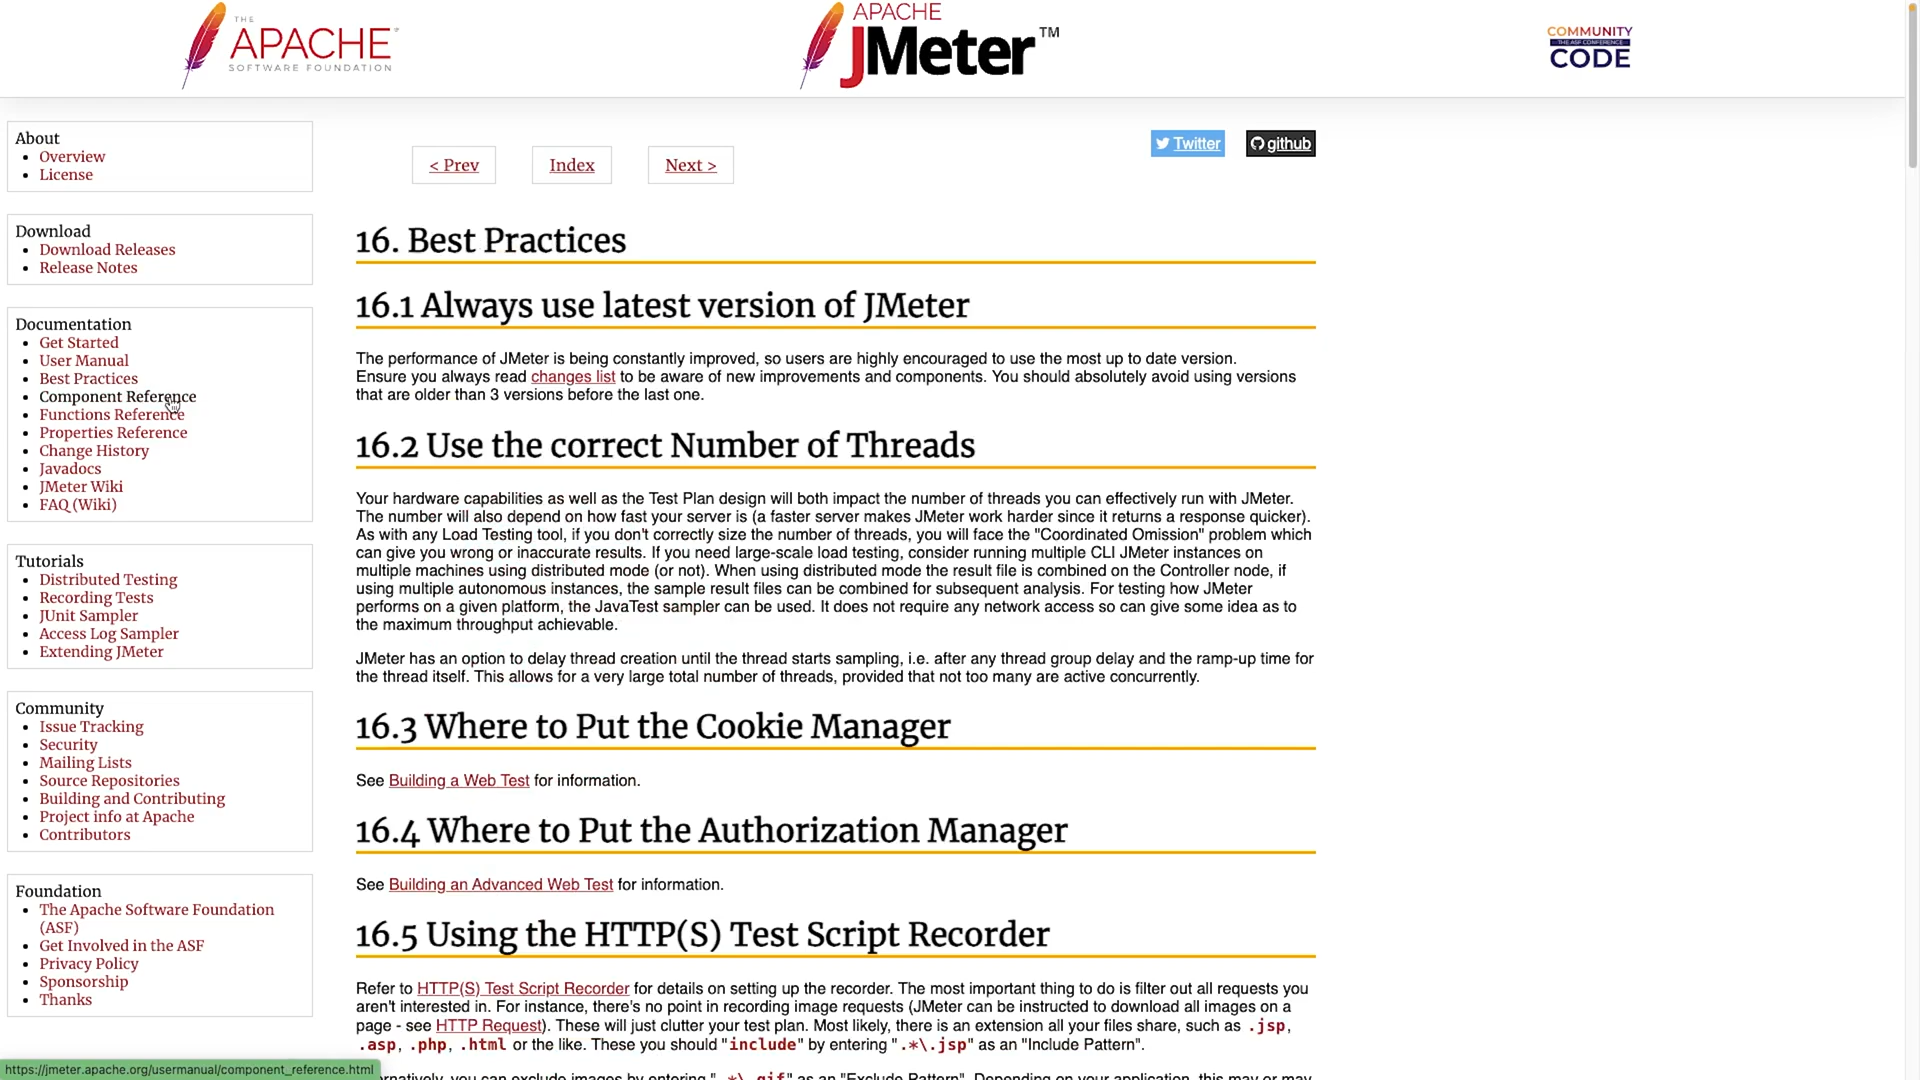 THE
APACHE
SOFTWARE FOUNDATION
APACHE
JMeter™
COMMUNITY
THE ASF CONFERENCE
CODE
About
Overview
License
Download
Download Releases
Release Notes
Documentation
Get Started
User Manual
Best Practices
Component Reference
Functions Reference
Properties Reference
Change History
Javadocs
JMeter Wiki
FAQ (Wiki)
Tutorials
Distributed Testing
Recording Tests
JUnit Sampler
Access Log Sampler
Extending JMeter
Community
Issue Tracking
Security
Mailing Lists
Source Repositories
Building and Contributing
Project info at Apache
Contributors
Foundation
The Apache Software Foundation
(ASF)
Get Involved in the ASF
Privacy Policy
Sponsorship
Thanks
< Prev
Index
Next >
Twitter
github
16. Best Practices
16.1 Always use latest version of JMeter
The performance of JMeter is being constantly improved, so users are highly encouraged to use the most up to date version.
Ensure you always read changes list to be aware of new improvements and components. You should absolutely avoid using versions
that are older than 3 versions before the last one.
16.2 Use the correct Number of Threads
Your hardware capabilities as well as the Test Plan design will both impact the number of threads you can effectively run with JMeter.
The number will also depend on how fast your server is (a faster server makes JMeter work harder since it returns a response quicker).
As with any Load Testing tool, if you don't correctly size the number of threads, you will face the "Coordinated Omission" problem which
can give you wrong or inaccurate results. If you need large-scale load testing, consider running multiple CLI JMeter instances on
multiple machines using distributed mode (or not). When using distributed mode the result file is combined on the Controller node, if
using multiple autonomous instances, the sample result files can be combined for subsequent analysis. For testing how JMeter
performs on a given platform, the JavaTest sampler can be used. It does not require any network access so can give some idea as to
the maximum throughput achievable.
JMeter has an option to delay thread creation until the thread starts sampling, i.e. after any thread group delay and the ramp-up time for
the thread itself. This allows for a very large total number of threads, provided that not too many are active concurrently.
16.3 Where to Put the Cookie Manager
See Building a Web Test for information.
16.4 Where to Put the Authorization Manager
See Building an Advanced Web Test for information.
16.5 Using the HTTP(S) Test Script Recorder
Refer to HTTP(S) Test Script Recorder for details on setting up the recorder. The most important thing to do is filter out all requests you
aren't interested in. For instance, there's no point in recording image requests (JMeter can be instructed to download all images on a
page - see HTTP Request). These will just clutter your test plan. Most likely, there is an extension all your files share, such as .jsp,
.asp, .php, .html or the like. These you should "include" by entering ".*\.jsp" as an "Include Pattern".
you can exclude images by entering ".*\.gif" as an "Exclude Pattern". Depending on your application, this may or may
https://jmeter.apache.org/usermanual/component_reference.html